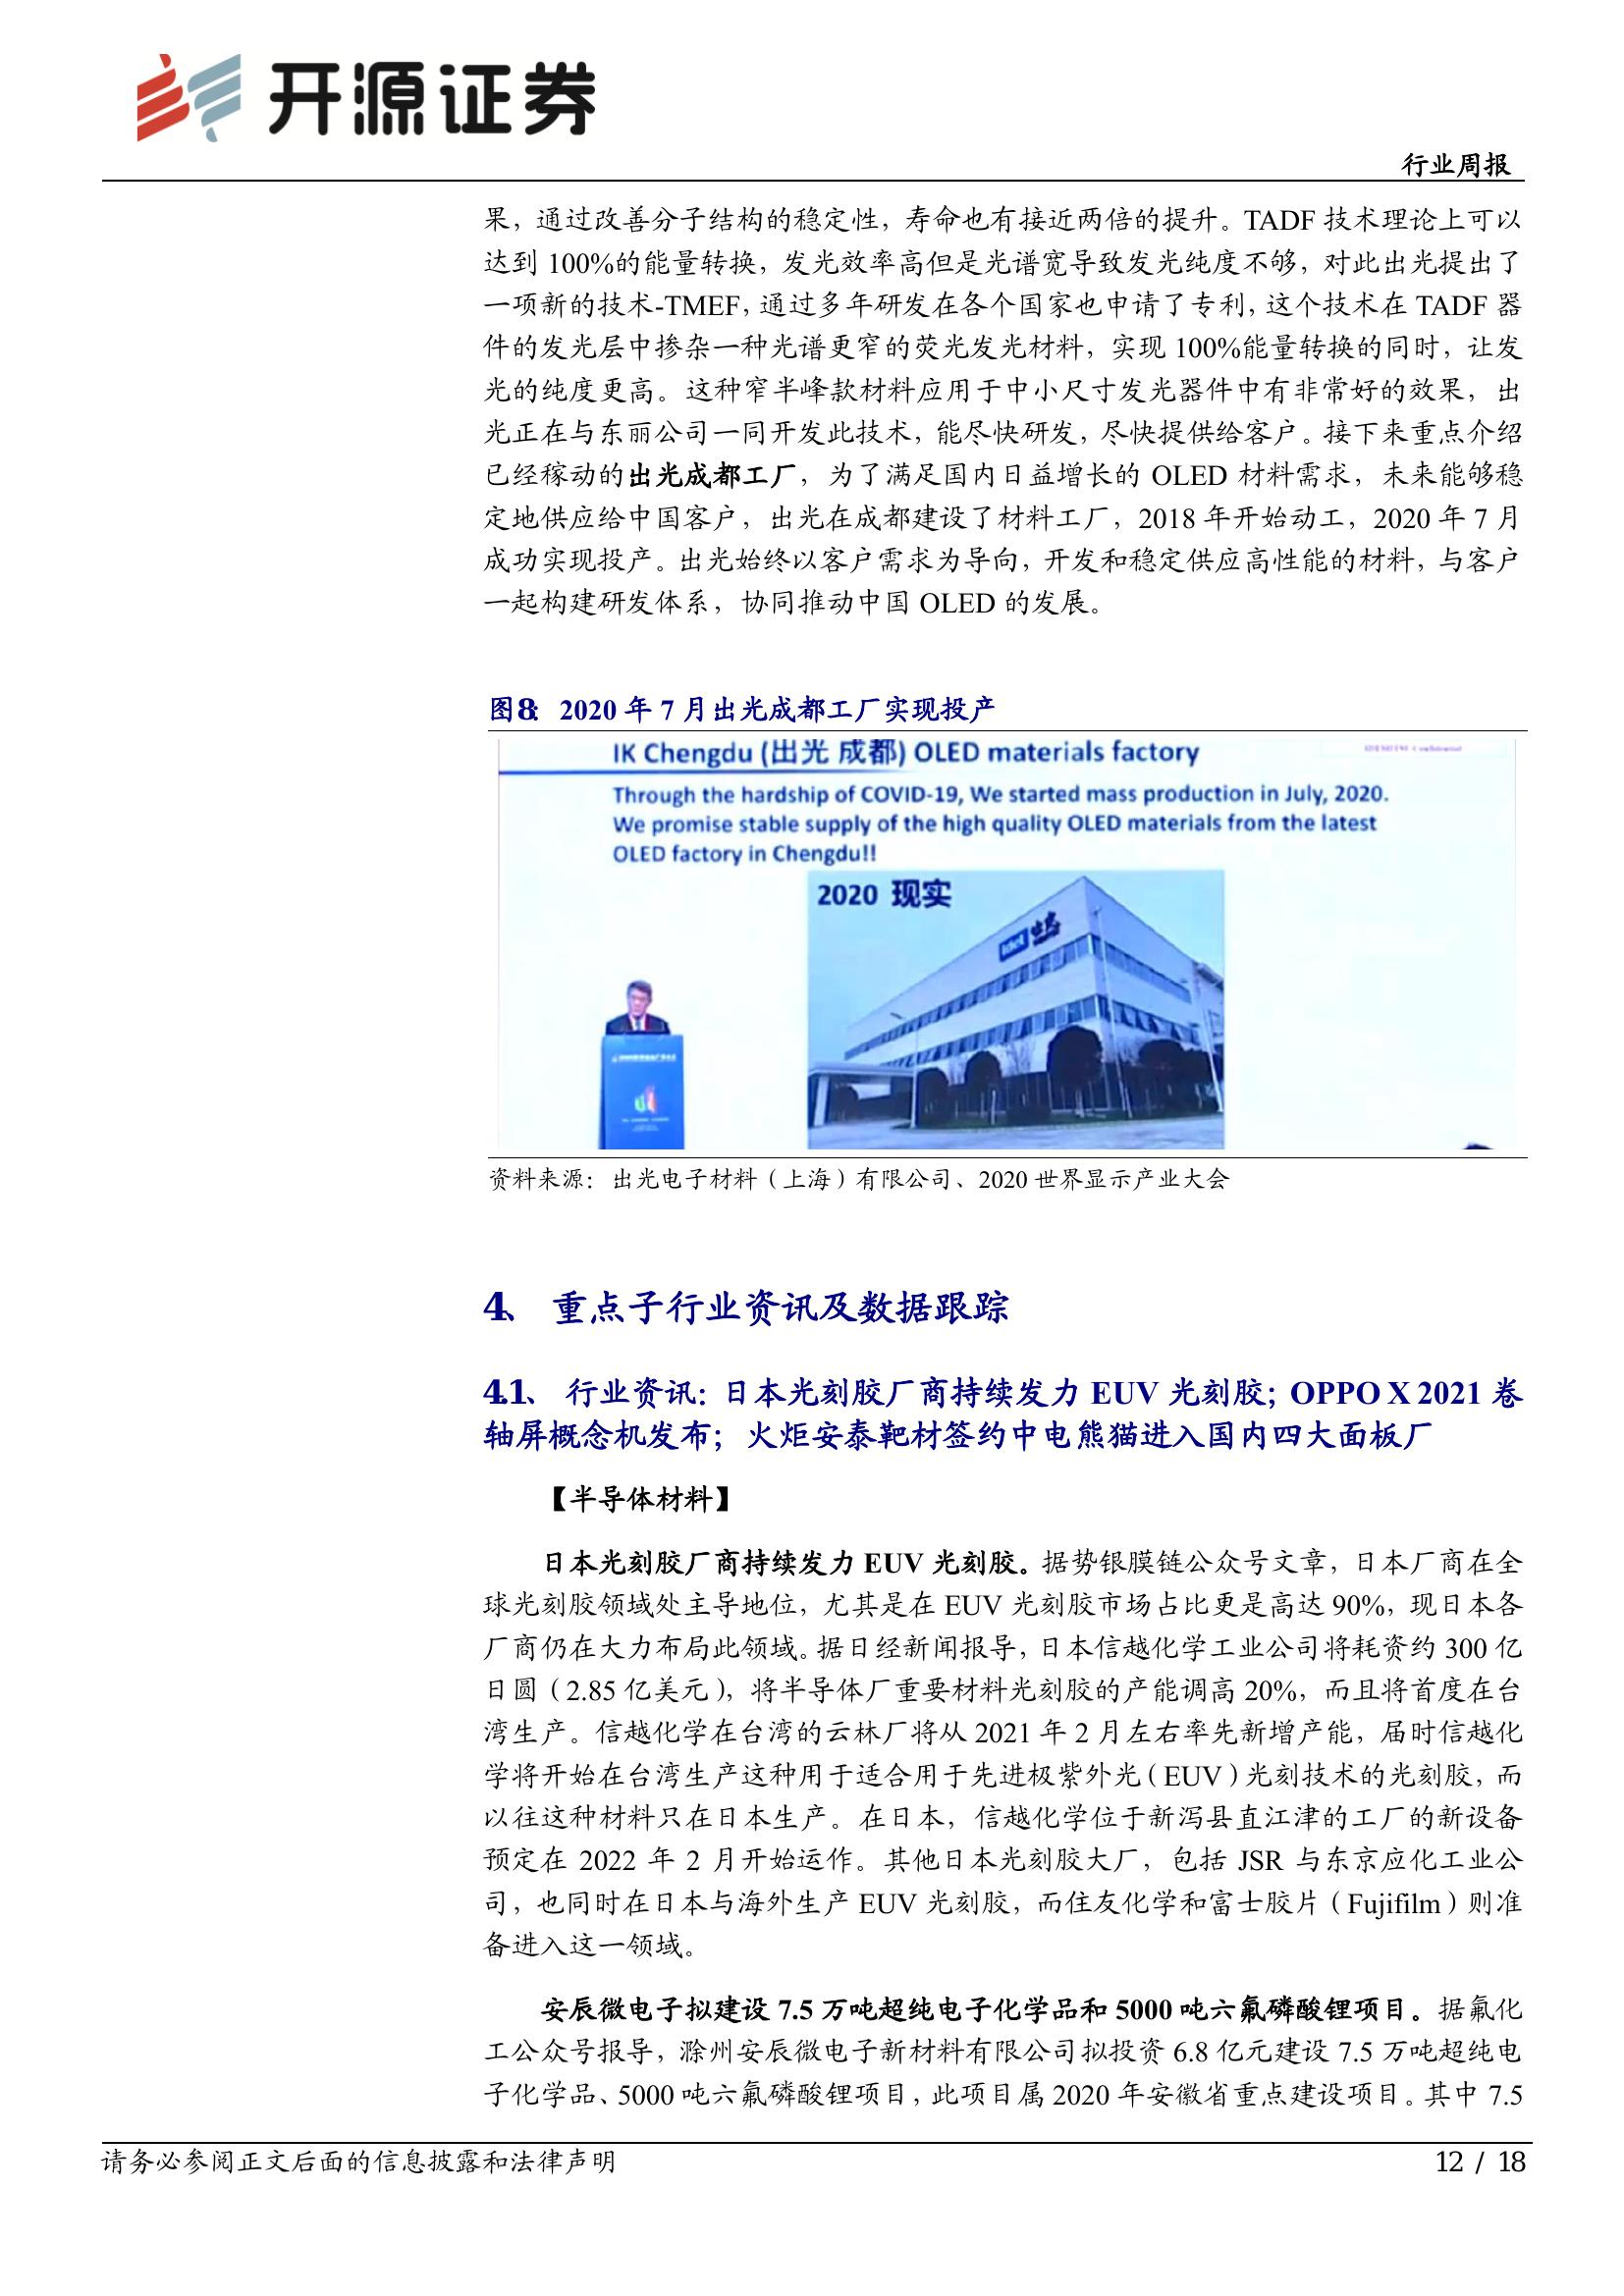 开源证券
行业周报
果，通过改善分子结构的稳定性，寿命也有接近两倍的提升。TADF 技术理论上可以
达到 100%的能量转换，发光效率高但是光谱宽导致发光纯度不够，对此出光提出了
一项新的技术-TMEF，通过多年研发在各个国家也申请了专利，这个技术在 TADF 器
件的发光层中掺杂一种光谱更窄的荧光发光材料，实现 100%能量转换的同时，让发
光的纯度更高。这种窄半峰款材料应用于中小尺寸发光器件中有非常好的效果，出
光正在与东丽公司一同开发此技术，能尽快研发，尽快提供给客户。接下来重点介绍
已经稼动的出光成都工厂，为了满足国内日益增长的 OLED 材料需求，未来能够稳
定地供应给中国客户，出光在成都建设了材料工厂，2018 年开始动工，2020 年 7 月
成功实现投产。出光始终以客户需求为导向，开发和稳定供应高性能的材料，与客户
一起构建研发体系，协同推动中国 OLED 的发展。
图8： 2020 年 7 月出光成都工厂实现投产
IK Chengdu (出光 成都) OLED materials factory
Through the hardship of COVID-19, We started mass production in July, 2020.
We promise stable supply of the high quality OLED materials from the latest
OLED factory in Chengdu!!
2020 现实
出光
资料来源：出光电子材料（上海）有限公司、2020 世界显示产业大会
4、 重点子行业资讯及数据跟踪
4.1、 行业资讯：日本光刻胶厂商持续发力 EUV 光刻胶；OPPO X 2021 卷
轴屏概念机发布；火炬安泰靶材签约中电熊猫进入国内四大面板厂
【半导体材料】
日本光刻胶厂商持续发力 EUV 光刻胶。据势银膜链公众号文章，日本厂商在全
球光刻胶领域处主导地位，尤其是在 EUV 光刻胶市场占比更是高达 90%，现日本各
厂商仍在大力布局此领域。据日经新闻报导，日本信越化学工业公司将耗资约 300 亿
日圆（2.85 亿美元），将半导体厂重要材料光刻胶的产能调高 20%，而且将首度在台
湾生产。信越化学在台湾的云林厂将从 2021 年 2 月左右率先新增产能，届时信越化
学将开始在台湾生产这种用于适合用于先进极紫外光（EUV）光刻技术的光刻胶，而
以往这种材料只在日本生产。在日本，信越化学位于新泻县直江津的工厂的新设备
预定在 2022 年 2 月开始运作。其他日本光刻胶大厂，包括 JSR 与东京应化工业公
司，也同时在日本与海外生产 EUV 光刻胶，而住友化学和富士胶片（Fujifilm）则准
备进入这一领域。
安辰微电子拟建设 7.5 万吨超纯电子化学品和 5000 吨六氟磷酸锂项目。据氟化
工公众号报导，滁州安辰微电子新材料有限公司拟投资 6.8 亿元建设 7.5 万吨超纯电
子化学品、5000 吨六氟磷酸锂项目，此项目属 2020 年安徽省重点建设项目。其中 7.5
请务必参阅正文后面的信息披露和法律声明
12 / 18